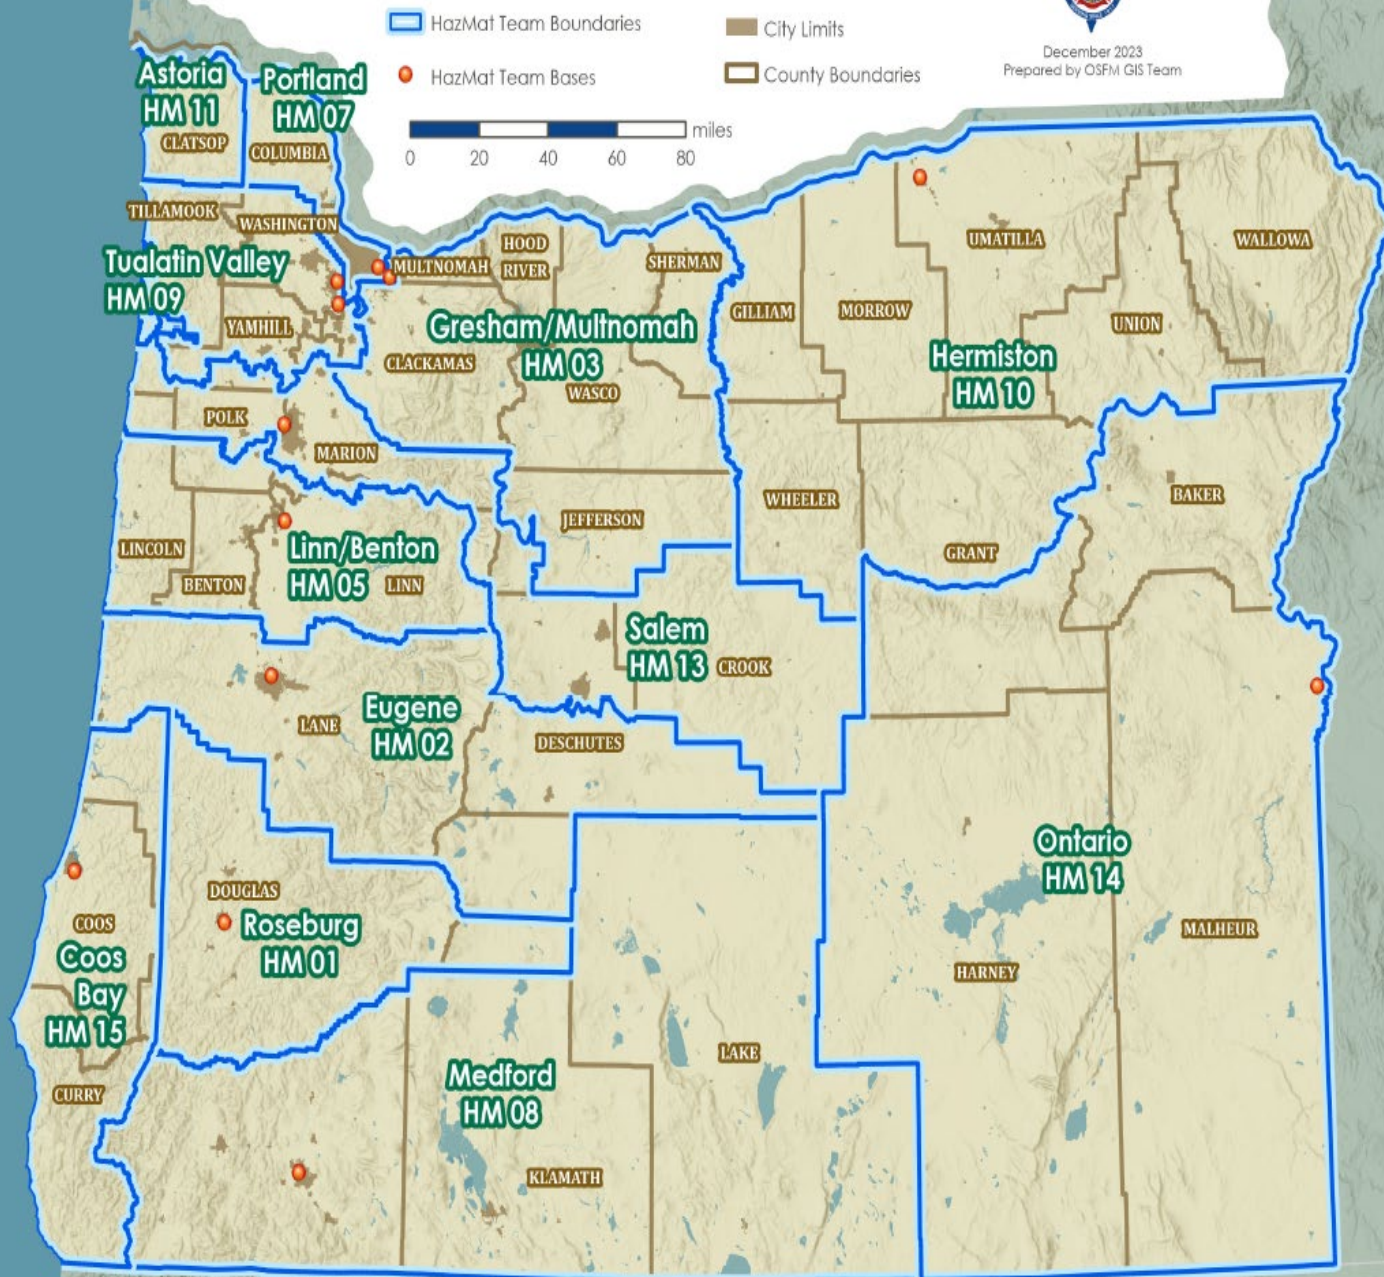 HazMat Team Boundaries
City Limits
HazMat Team Bases
County Boundaries
December 2023
Prepared by OSFM GIS Team
miles
0 20 40 60 80
Astoria
HM 11
CLATSOP
Portland
HM 07
COLUMBIA
TILLAMOOK
WASHINGTON
Tualatin Valley
HM 09
YAMHILL
MULTNOMAH
HOOD
RIVER
SHERMAN
Gresham/Multnomah
HM 03
CLACKAMAS
WASCO
GILLIAM
MORROW
UMATILLA
WALLOWA
UNION
Hermiston
HM 10
POLK
MARION
JEFFERSON
WHEELER
GRANT
BAKER
LINCOLN
BENTON
Linn/Benton
HM 05
LINN
Salem
HM 13
CROOK
Eugene
HM 02
LANE
DESCHUTES
Ontario
HM 14
MALHEUR
HARNEY
DOUGLAS
Roseburg
HM 01
COOS
Coos
Bay
HM 15
CURRY
Medford
HM 08
LAKE
KLAMATH